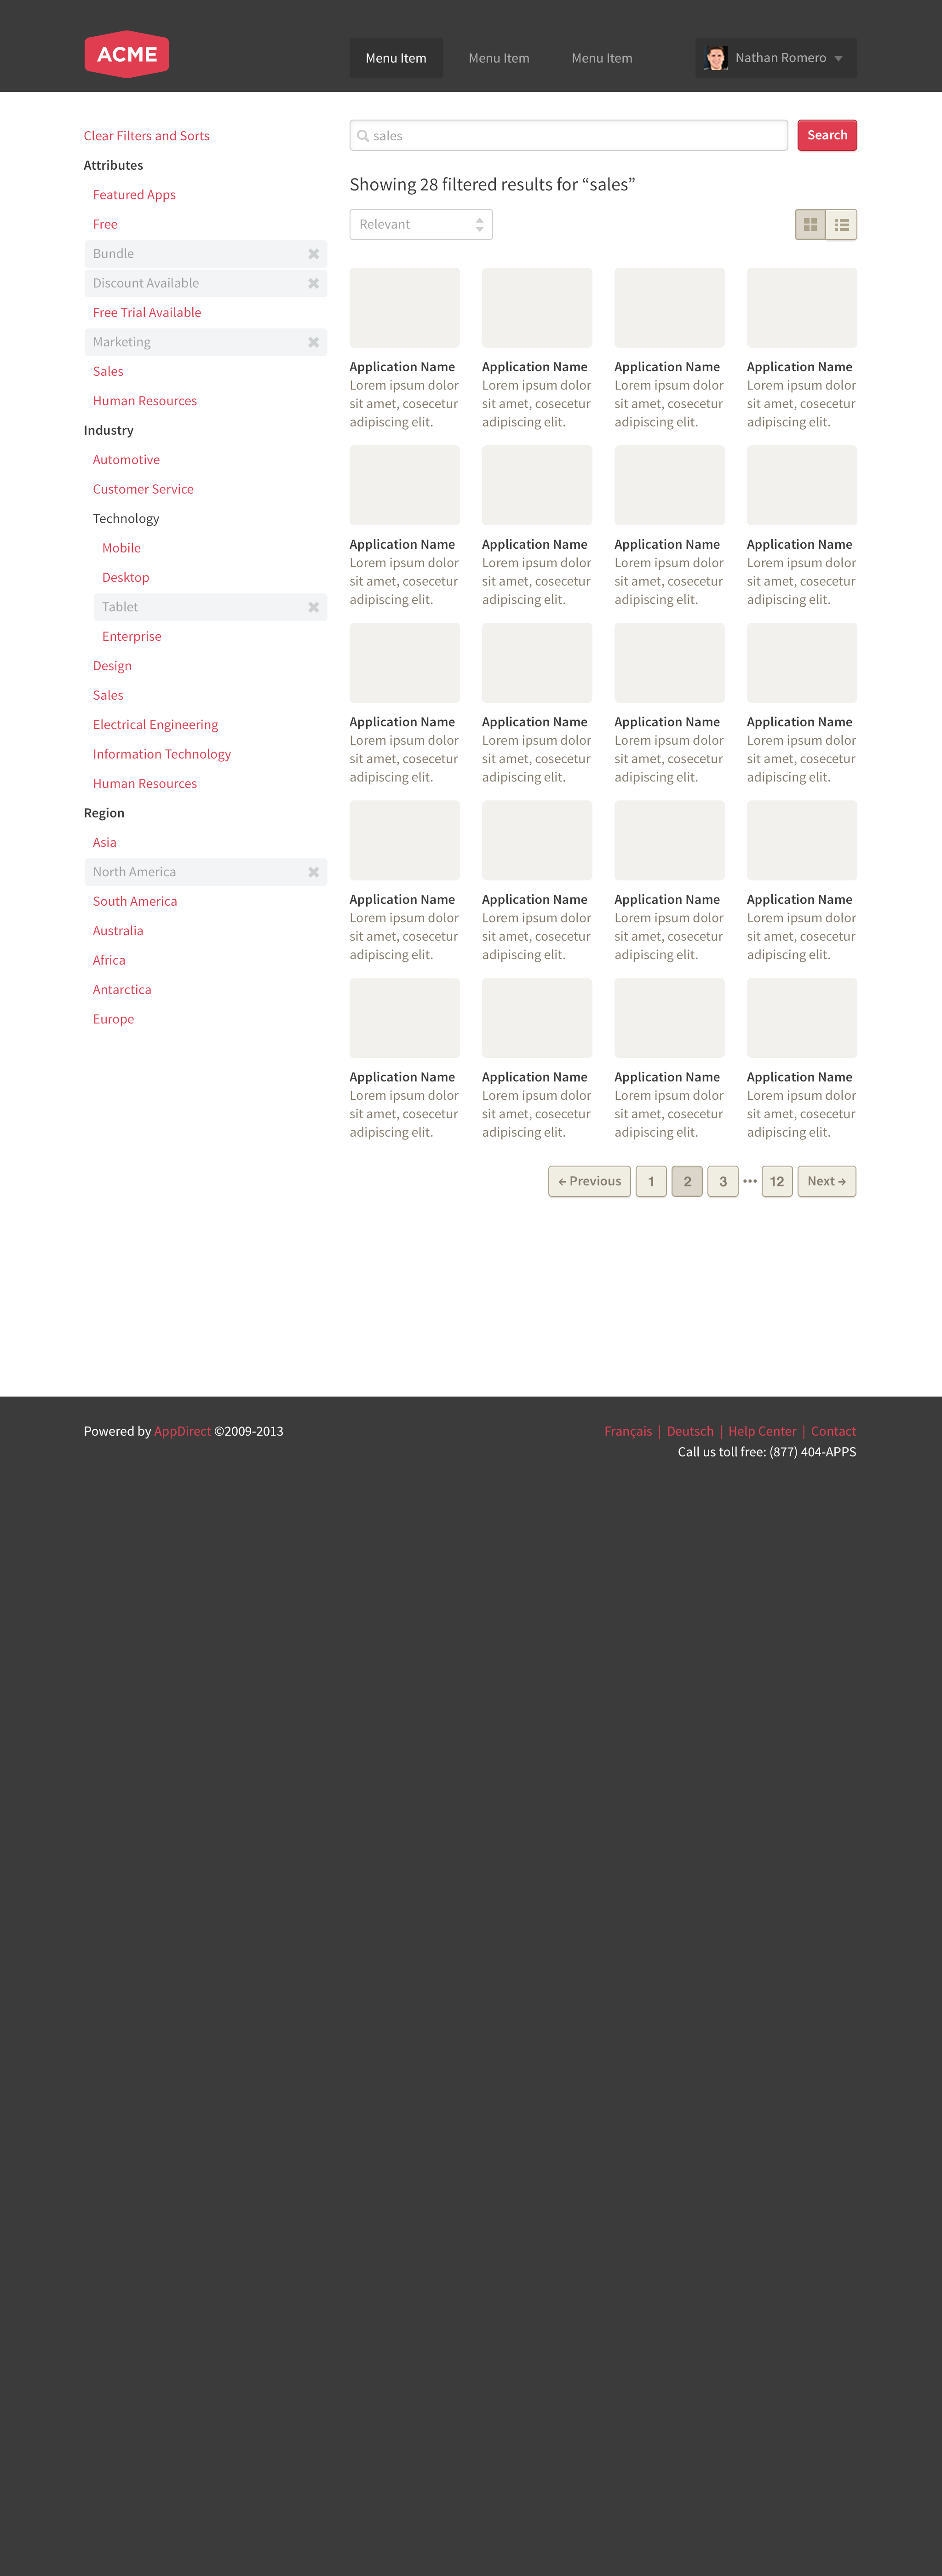 ACME
Menu Item
Menu Item
Menu Item
Nathan Romero
Clear Filters and Sorts
Attributes
Featured Apps
Free
Bundle
Discount Available
Free Trial Available
Marketing
Sales
Human Resources
Industry
Automotive
Customer Service
Technology
Mobile
Desktop
Tablet
Enterprise
Design
Sales
Electrical Engineering
Information Technology
Human Resources
Region
Asia
North America
South America
Australia
Africa
Antarctica
Europe
sales
Search
Showing 28 filtered results for “sales”
Relevant
Application Name
Lorem ipsum dolor
sit amet, cosecetur
adipiscing elit.
Application Name
Lorem ipsum dolor
sit amet, cosecetur
adipiscing elit.
Application Name
Lorem ipsum dolor
sit amet, cosecetur
adipiscing elit.
Application Name
Lorem ipsum dolor
sit amet, cosecetur
adipiscing elit.
Application Name
Lorem ipsum dolor
sit amet, cosecetur
adipiscing elit.
Application Name
Lorem ipsum dolor
sit amet, cosecetur
adipiscing elit.
Application Name
Lorem ipsum dolor
sit amet, cosecetur
adipiscing elit.
Application Name
Lorem ipsum dolor
sit amet, cosecetur
adipiscing elit.
Application Name
Lorem ipsum dolor
sit amet, cosecetur
adipiscing elit.
Application Name
Lorem ipsum dolor
sit amet, cosecetur
adipiscing elit.
Application Name
Lorem ipsum dolor
sit amet, cosecetur
adipiscing elit.
Application Name
Lorem ipsum dolor
sit amet, cosecetur
adipiscing elit.
Application Name
Lorem ipsum dolor
sit amet, cosecetur
adipiscing elit.
Application Name
Lorem ipsum dolor
sit amet, cosecetur
adipiscing elit.
Application Name
Lorem ipsum dolor
sit amet, cosecetur
adipiscing elit.
Application Name
Lorem ipsum dolor
sit amet, cosecetur
adipiscing elit.
Application Name
Lorem ipsum dolor
sit amet, cosecetur
adipiscing elit.
Application Name
Lorem ipsum dolor
sit amet, cosecetur
adipiscing elit.
Application Name
Lorem ipsum dolor
sit amet, cosecetur
adipiscing elit.
Application Name
Lorem ipsum dolor
sit amet, cosecetur
adipiscing elit.
← Previous 1 2 3 ••• 12 Next →
Powered by AppDirect ©2009-2013
Français | Deutsch | Help Center | Contact
Call us toll free: (877) 404-APPS